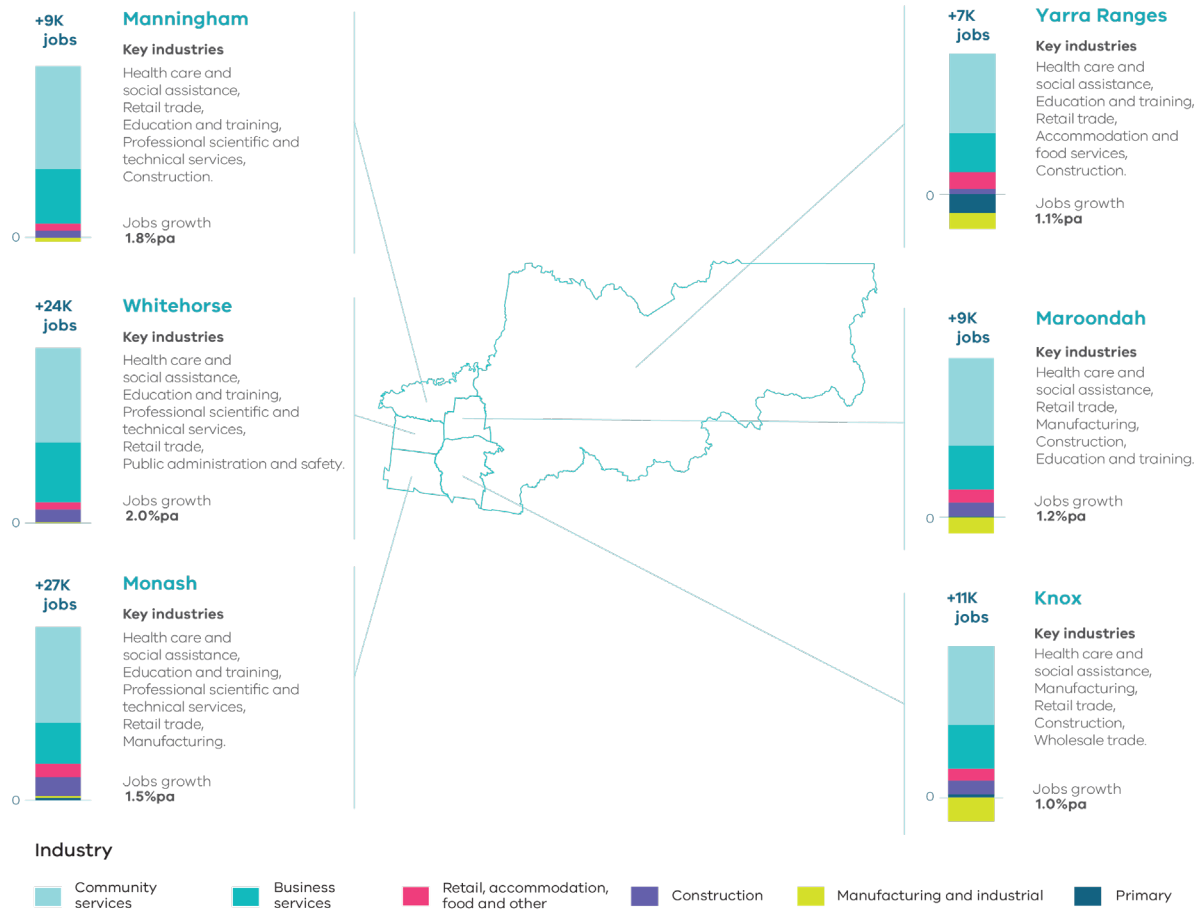 +9K
jobs
Manningham
Key industries
Health care and
social assistance,
Retail trade,
Education and training,
Professional scientific and
technical services,
Construction.
Jobs growth
1.8%pa
0
+24K
jobs
Whitehorse
Key industries
Health care and
social assistance,
Education and training,
Professional scientific and
technical services,
Retail trade,
Public administration and safety.
Jobs growth
2.0%pa
0
+27K
jobs
Monash
Key industries
Health care and
social assistance,
Education and training,
Professional scientific and
technical services,
Retail trade,
Manufacturing.
Jobs growth
1.5%pa
0
+7K
jobs
Yarra Ranges
Key industries
Health care and
social assistance,
Education and training,
Retail trade,
Accommodation and
food services,
Construction.
0
Jobs growth
1.1%pa
+9K
jobs
Maroondah
Key industries
Health care and
social assistance,
Retail trade,
Manufacturing,
Construction,
Education and training.
Jobs growth
1.2%pa
0
+11K
jobs
Knox
Key industries
Health care and
social assistance,
Manufacturing,
Retail trade,
Construction,
Wholesale trade.
Jobs growth
1.0%pa
0
Industry
Community
services
Business
services
Retail, accommodation,
food and other
Construction
Manufacturing and industrial
Primary